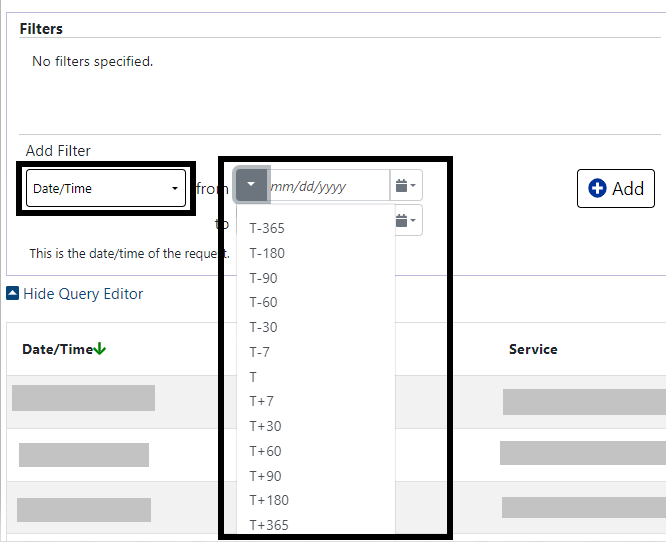 Filters
No filters specified.
Add Filter
Date/Time from mm/dd/yyyy Add
to
This is the date/time of the request.
T-365
T-180
T-90
T-60
T-30
T-7
T
T+7
T+30
T+60
T+90
T+180
T+365
Hide Query Editor
Date/Time Service